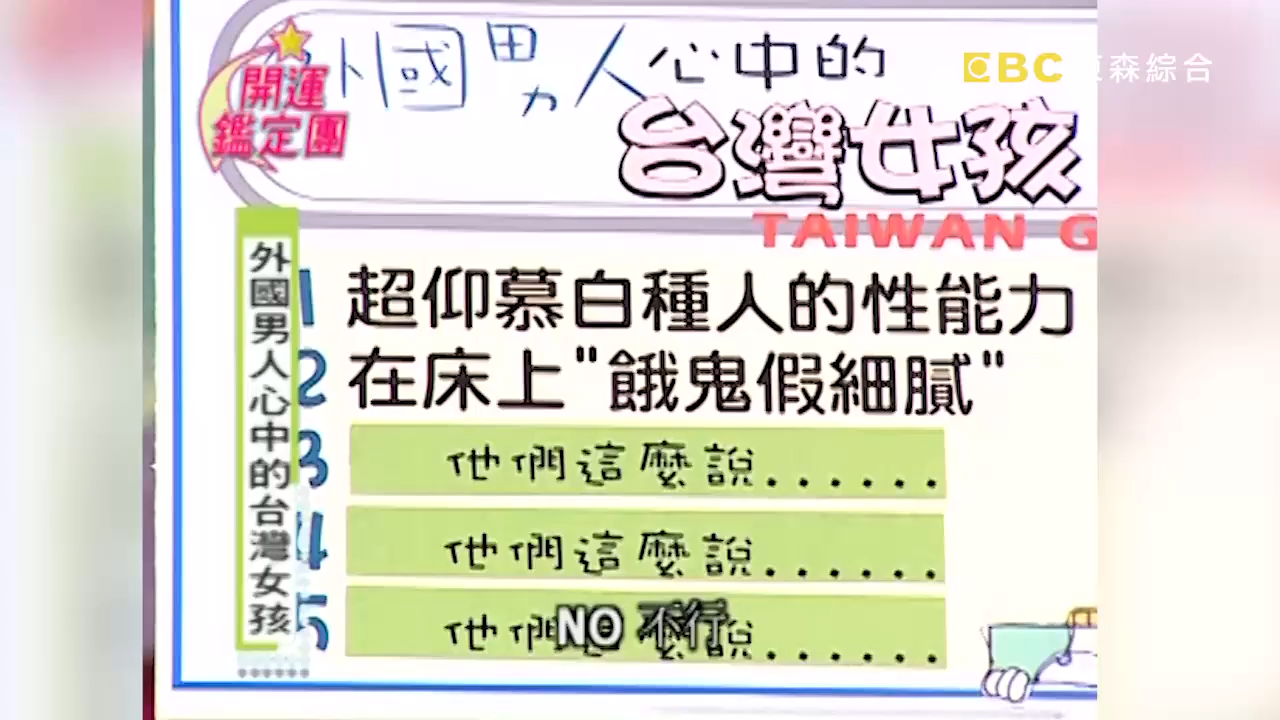 外國男人心中的
EBC 東森綜合
開運
鑑定團
台灣女孩
TAIWAN G
外國男人心中的台灣女孩
1 超仰慕白種人的性能力
2 在床上"餓鬼假細膩"
3 他們這麼說......
4 他們這麼說......
5 他們這麼說......
NO 不行